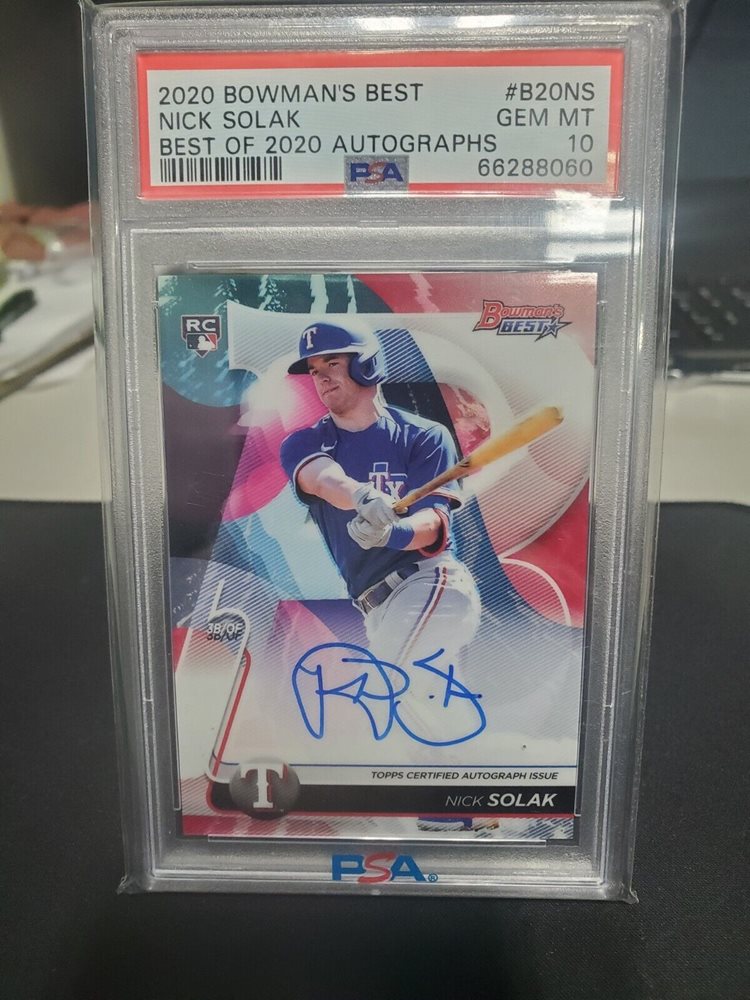 2020 BOWMAN'S BEST #B20NS
NICK SOLAK GEM MT
BEST OF 2020 AUTOGRAPHS 10
PSA 66288060
RC
Bowman's
BEST
T
TX
3B/OF
TOPPS CERTIFIED AUTOGRAPH ISSUE
T NICK SOLAK
PSA